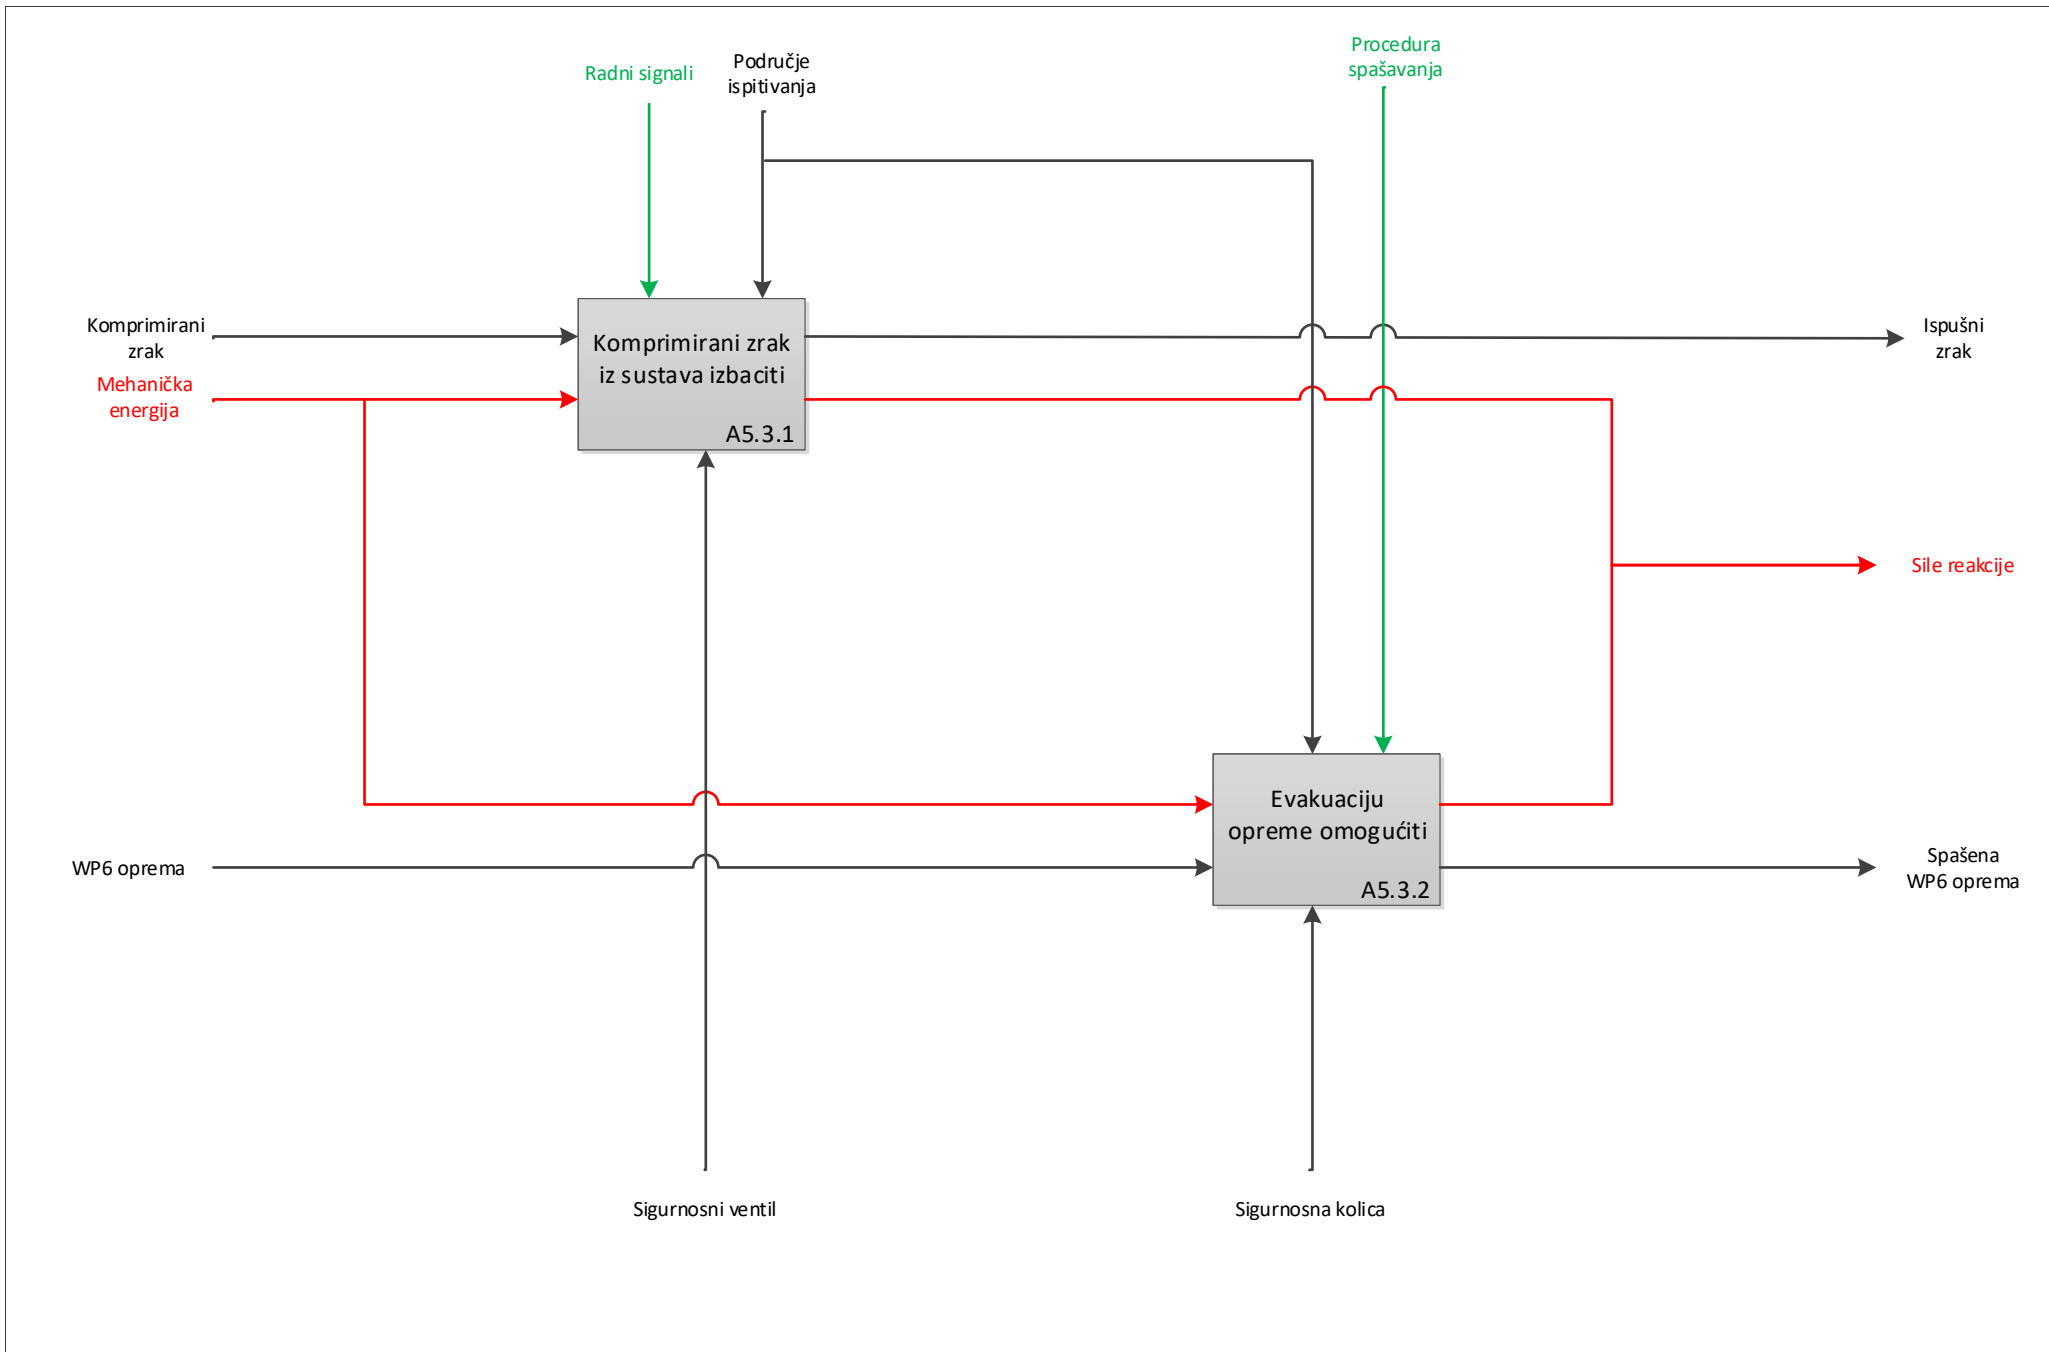 Radni signali
Područje
ispitivanja
Procedura
spašavanja
Komprimirani
zrak
Mehanička
energija
Komprimirani zrak
iz sustava izbaciti
A5.3.1
Ispušni
zrak
Sile reakcije
Evakuaciju
opreme omogućiti
A5.3.2
WP6 oprema
Spašena
WP6 oprema
Sigurnosni ventil
Sigurnosna kolica